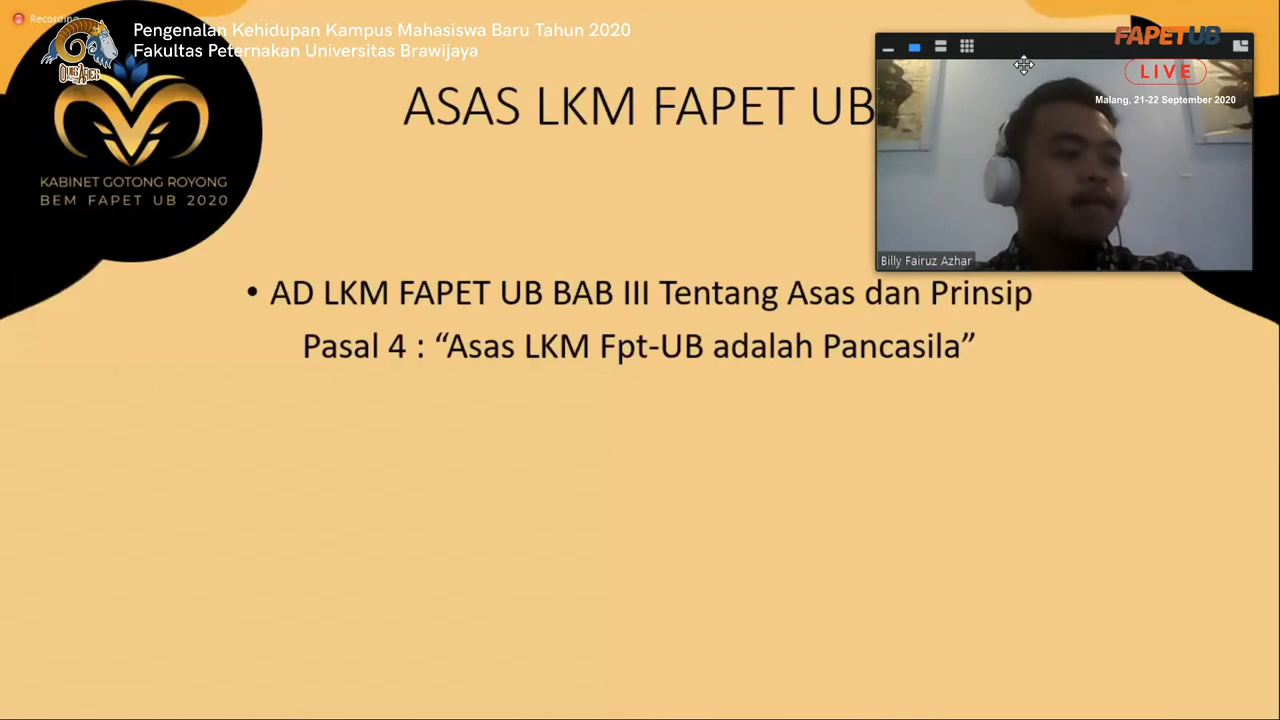 Recording
Pengenalan Kehidupan Kampus Mahasiswa Baru Tahun 2020
Fakultas Peternakan Universitas Brawijaya
FAPETUB
LIVE
Malang, 21-22 September 2020
KABINET GOTONG ROYONG
BEM FAPET UB 2020
ASAS LKM FAPET UB
Billy Fairuz Azhar
• AD LKM FAPET UB BAB III Tentang Asas dan Prinsip
Pasal 4 : “Asas LKM Fpt-UB adalah Pancasila”